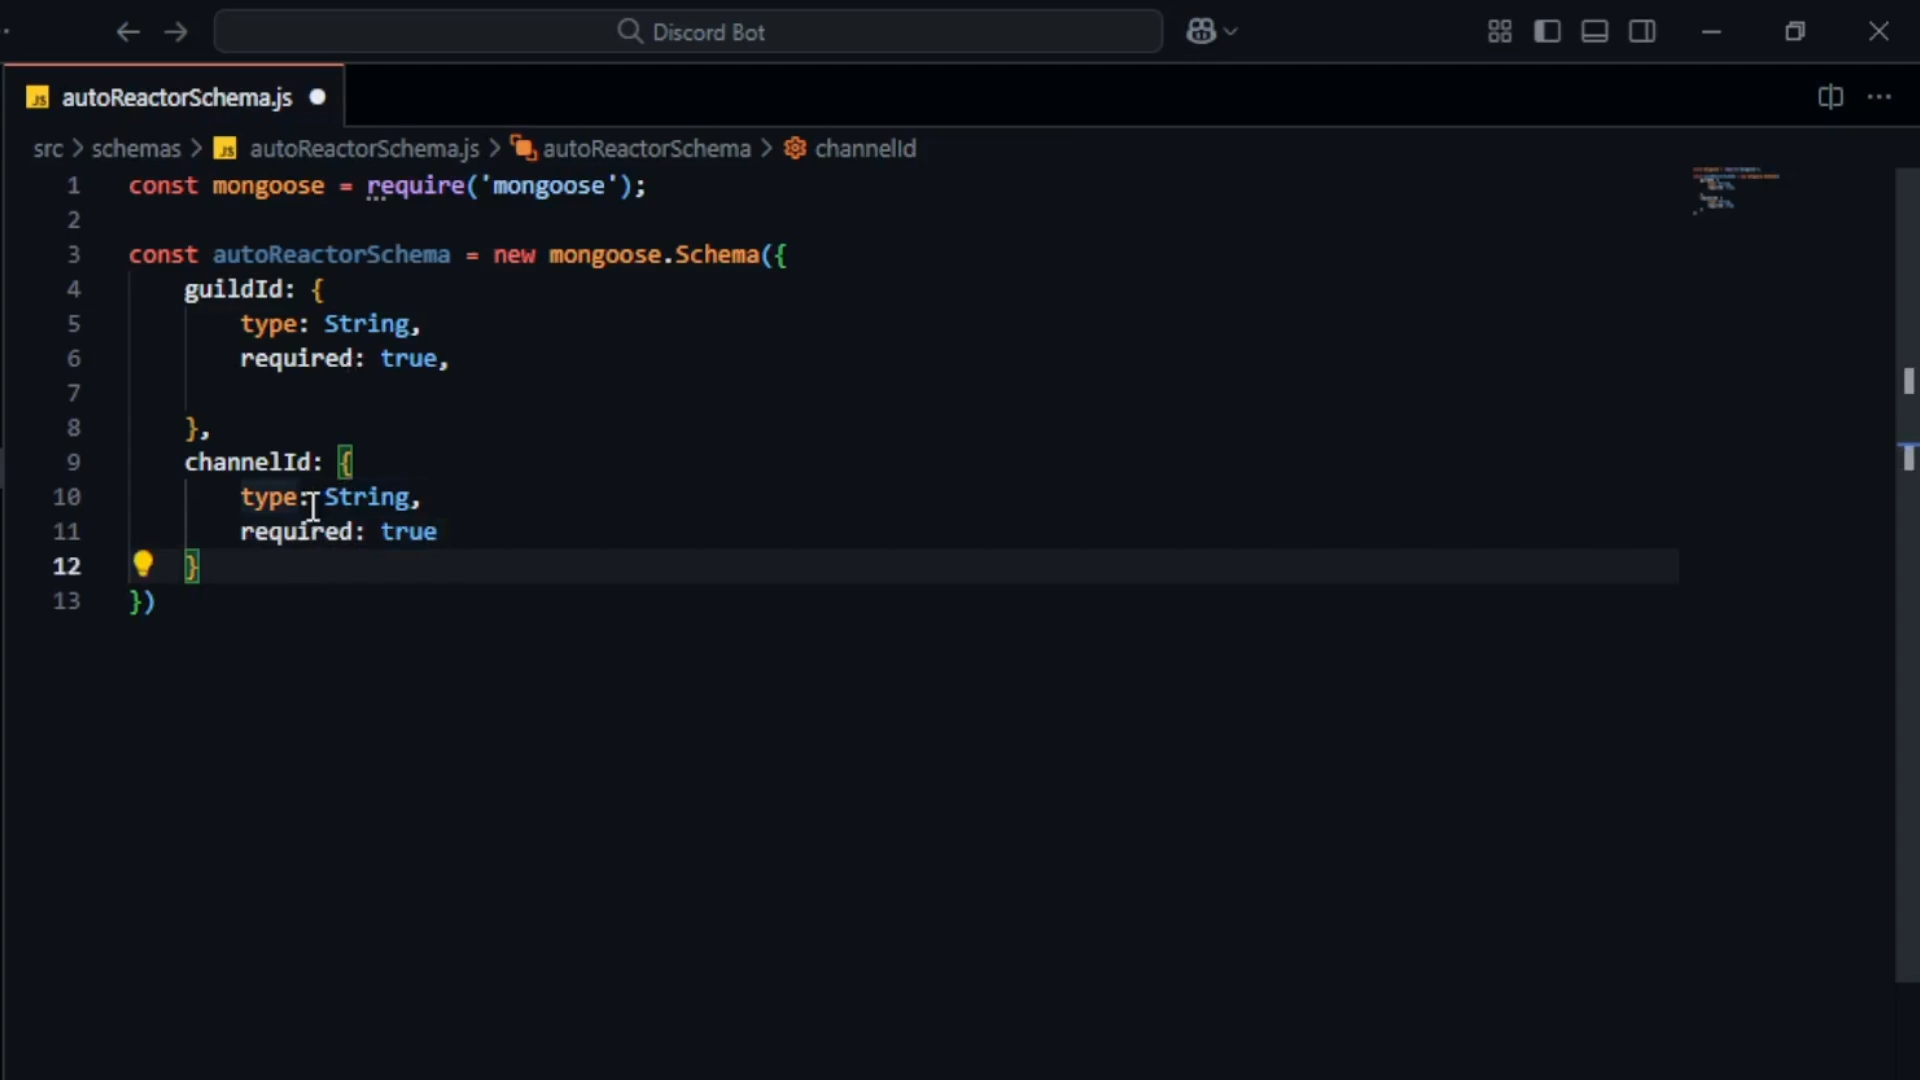 Discord Bot
autoReactorSchema.js
src > schemas > JS autoReactorSchema.js > autoReactorSchema > channelId
1 const mongoose = require('mongoose');
2
3 const autoReactorSchema = new mongoose.Schema({
4 guildId: {
5 type: String,
6 required: true,
7
8 },
9 channelId: {
10 type: String,
11 required: true
12 }
13 })